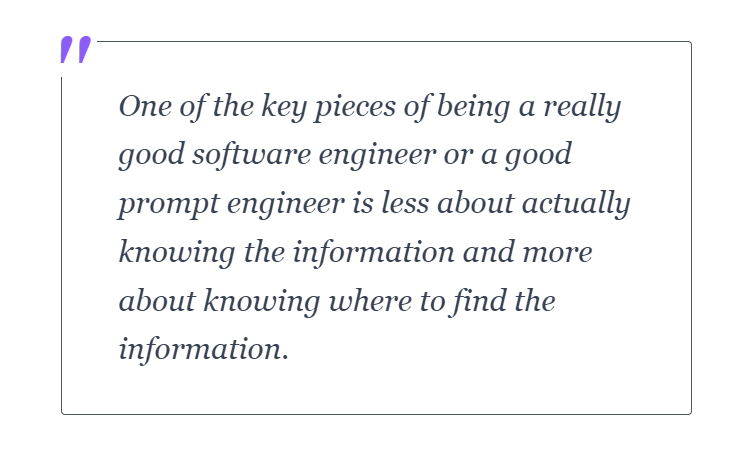 "
One of the key pieces of being a really
good software engineer or a good
prompt engineer is less about actually
knowing the information and more
about knowing where to find the
information.